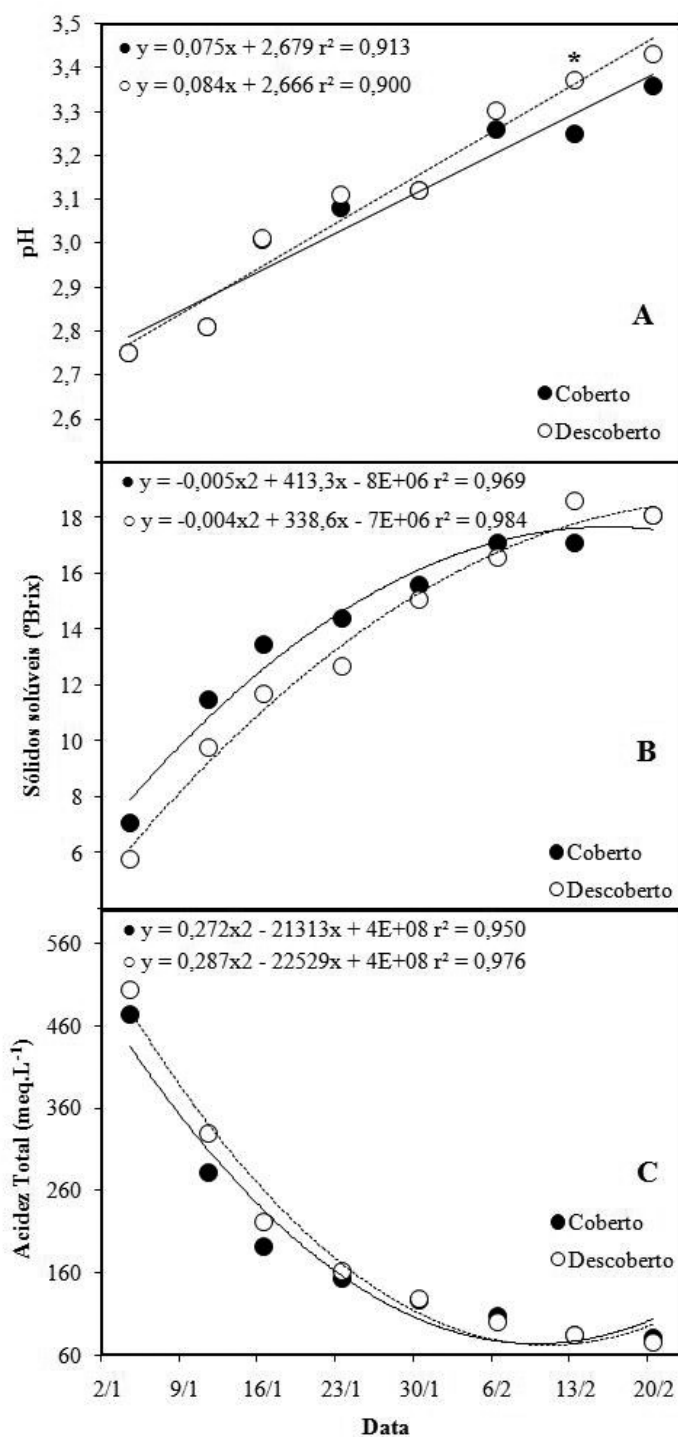 3,5
● y = 0,075x + 2,679 r² = 0,913
3,4
○ y = 0,084x + 2,666 r² = 0,900
*
3,3
3,2
3,1
pH
3,0
2,9
2,8
A
2,7
● Coberto
2,6
○ Descoberto
● y = -0,005x2 + 413,3x - 8E+06 r² = 0,969
18
○ y = -0,004x2 + 338,6x - 7E+06 r² = 0,984
16
14
12
Sólidos solúveis (ºBrix)
10
B
8
● Coberto
6
○ Descoberto
● y = 0,272x2 - 21313x + 4E+08 r² = 0,950
560
○ y = 0,287x2 - 22529x + 4E+08 r² = 0,976
460
360
Acidez Total (meq.L⁻¹)
260
C
● Coberto
160
○ Descoberto
60
2/1 9/1 16/1 23/1 30/1 6/2 13/2 20/2
Data